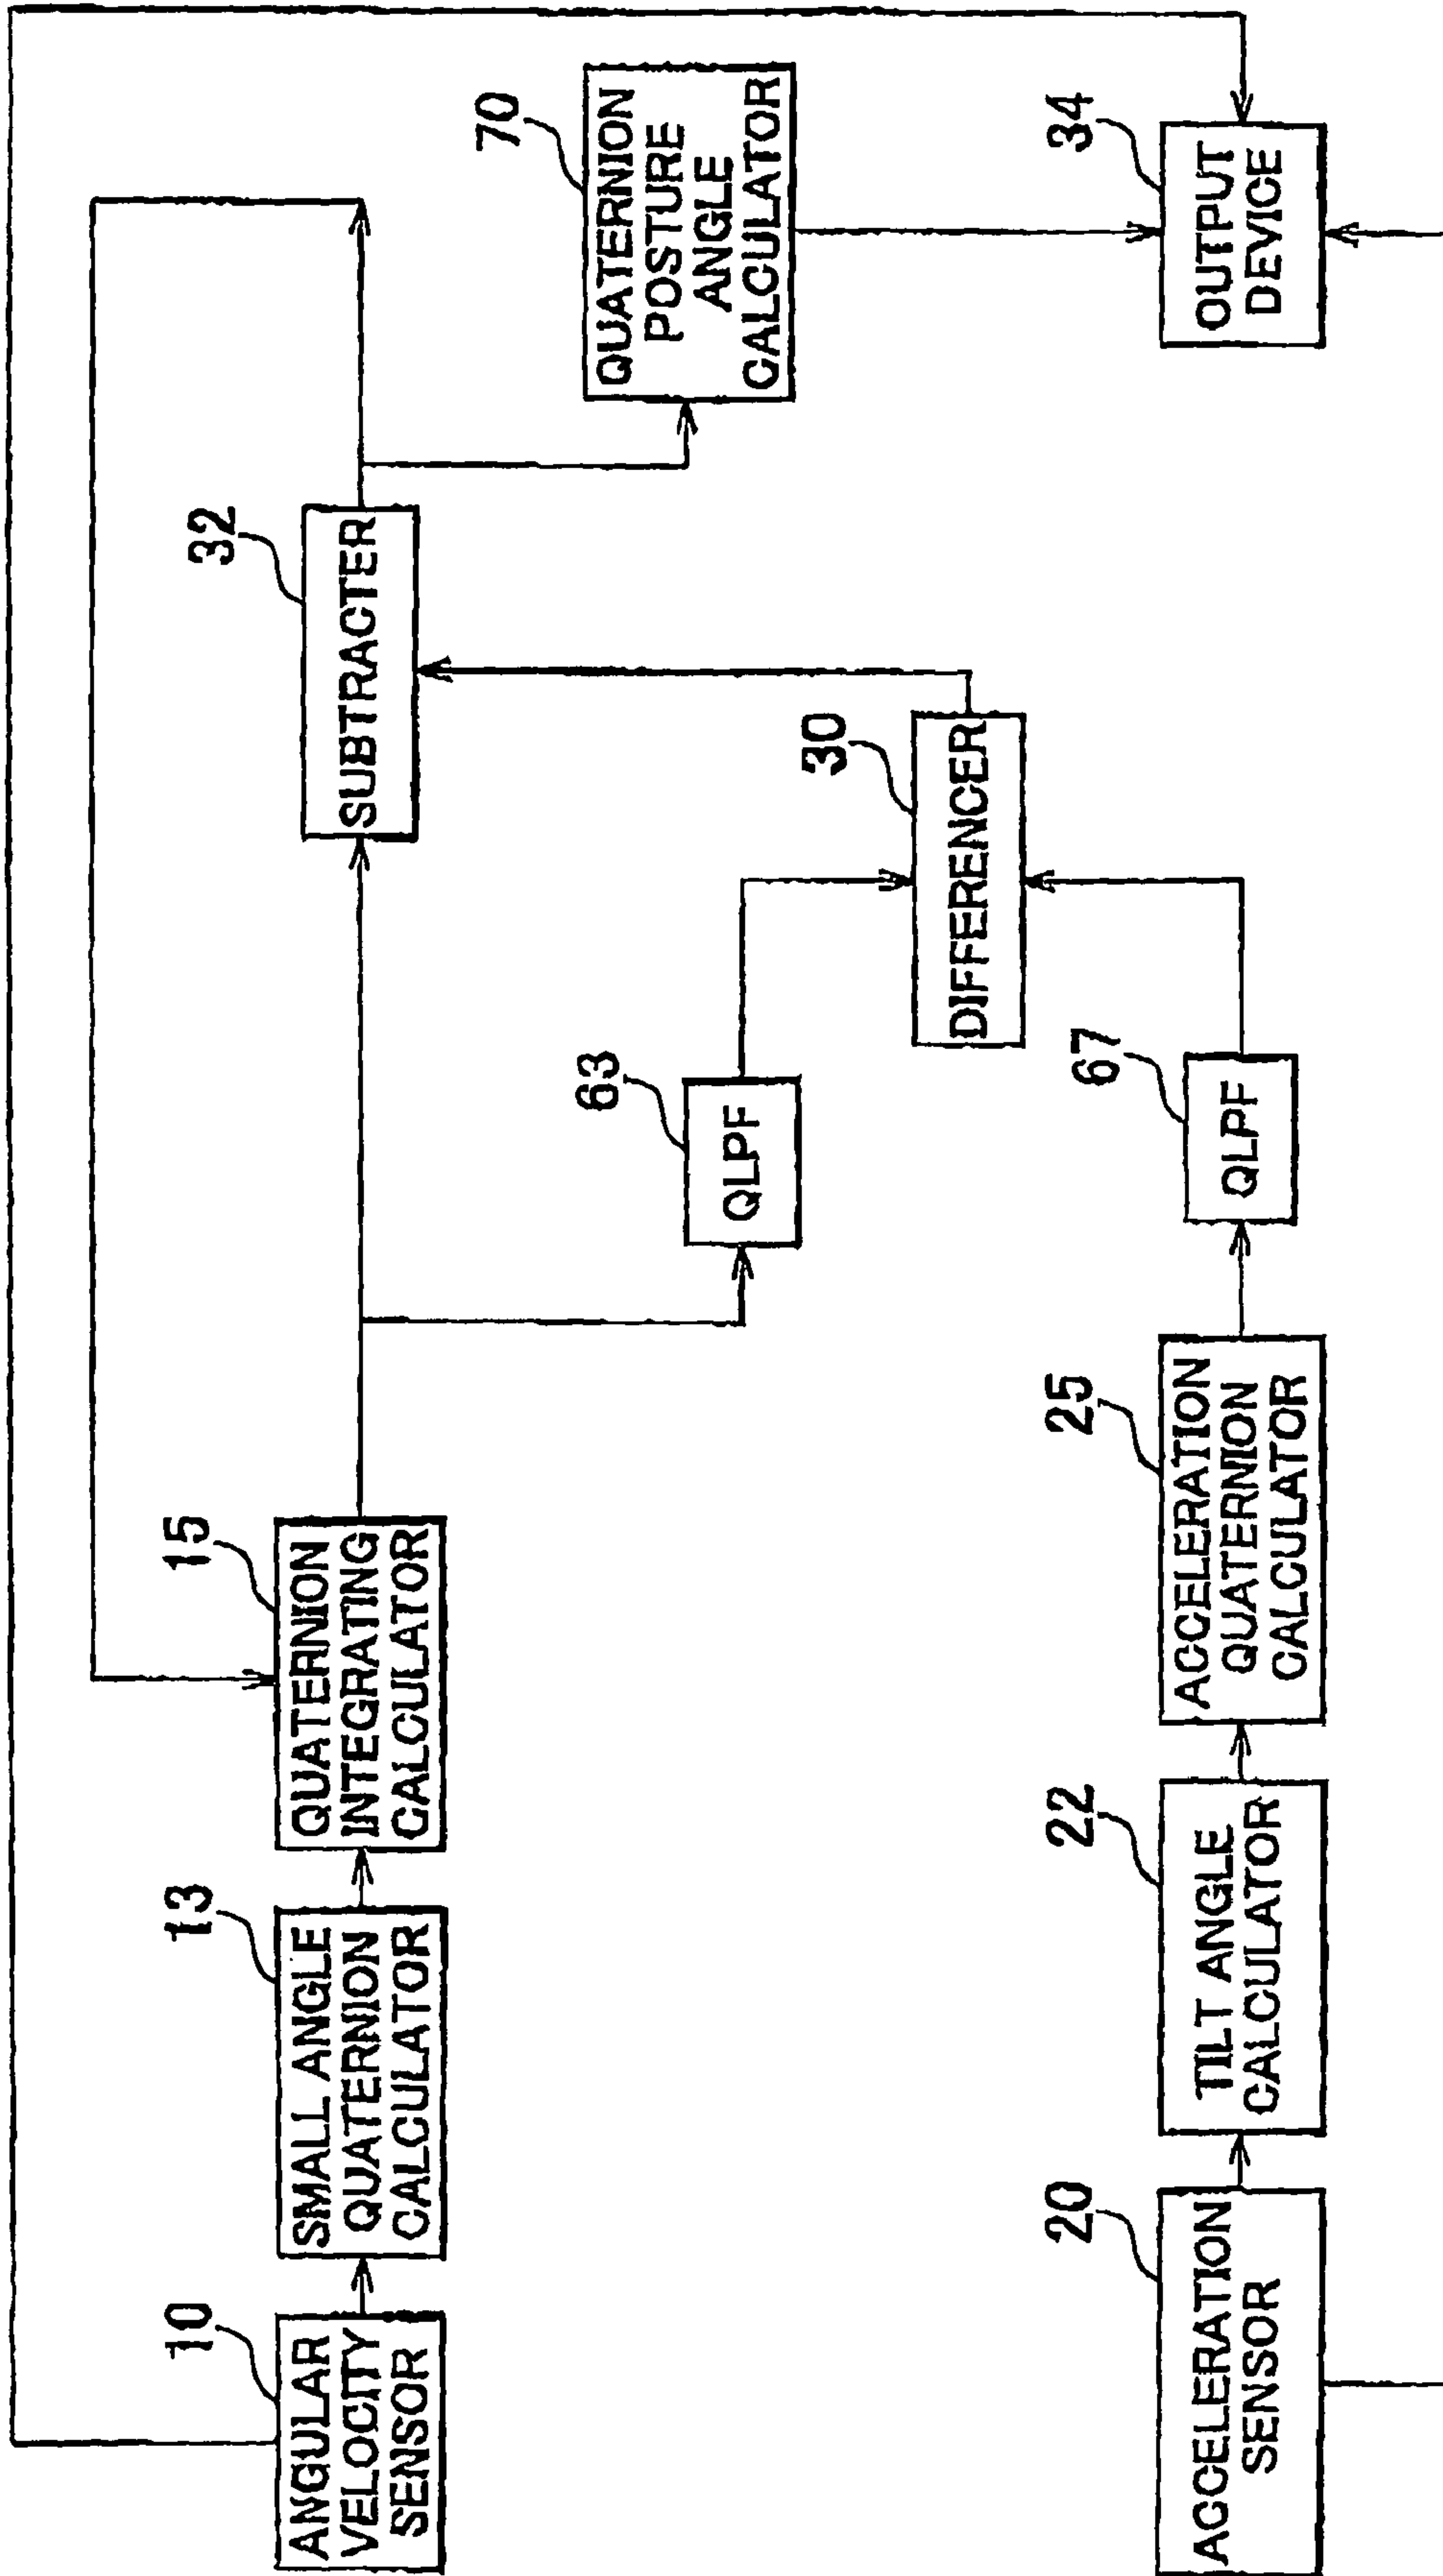 10
ANGULAR
VELOCITY
SENSOR
13
SMALL ANGLE
QUATERNION
CALCULATOR
15
QUATERNION
INTEGRATING
CALCULATOR
32
SUBTRACTER
70
QUATERNION
POSTURE
ANGLE
CALCULATOR
63
QLPF
30
DIFFERENCER
67
QLPF
20
ACCELERATION
SENSOR
22
TILT ANGLE
CALCULATOR
25
ACCELERATION
QUATERNION
CALCULATOR
34
OUTPUT
DEVICE